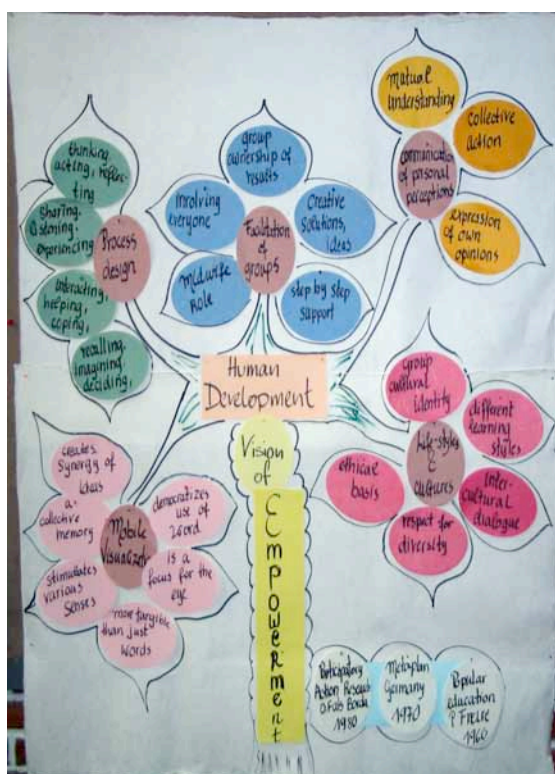 thinking,
acting, reflec-
ting
sharing.
listening.
experiencing
interacting,
helping,
coping,
recalling.
imagining.
deciding,
Process
design
group
ownership of
results
involving
everyone
creative
solutions,
ideas
midwife
Role
step by step
support
Facilitation
of
groups
mutual
understanding
collective
action
expression
of own
opinions
communication
of personal
perceptions
Human
Development
Vision
of
Empowerment
group
cultural
identity
different
learning
styles
ethical
basis
Inter-
cultural
dialogue
respect for
diversity
Life-styles &
cultures
creates
Synergy of
Ideas
a
collective
memory
democratizes
use of
word
stimulates
various
senses
is a
focus for the
eye
more tangible
than just
words
Mobile
Participatory
Action Research
O. Fals Borda
1980
Metaplan
Germany
1970
Popular
education
P. Freire
1960